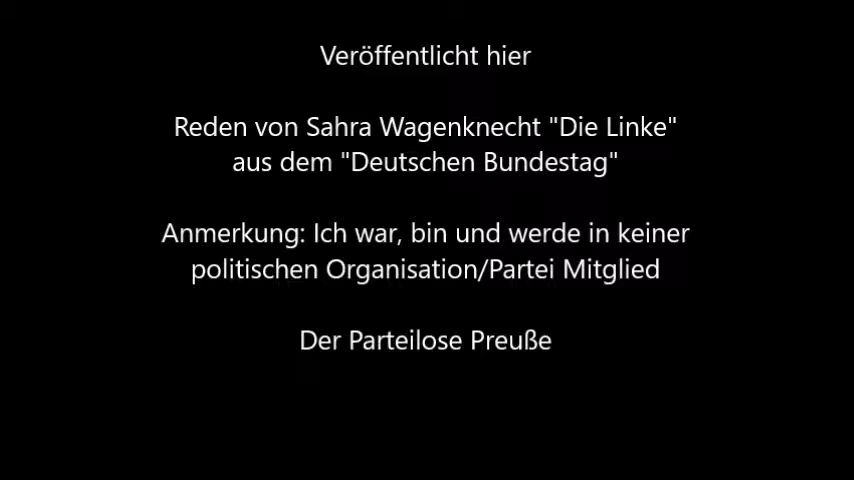 Veröffentlicht hier
Reden von Sahra Wagenknecht "Die Linke"
aus dem "Deutschen Bundestag"
Anmerkung: Ich war, bin und werde in keiner
politischen Organisation/Partei Mitglied
Der Parteilose Preuße